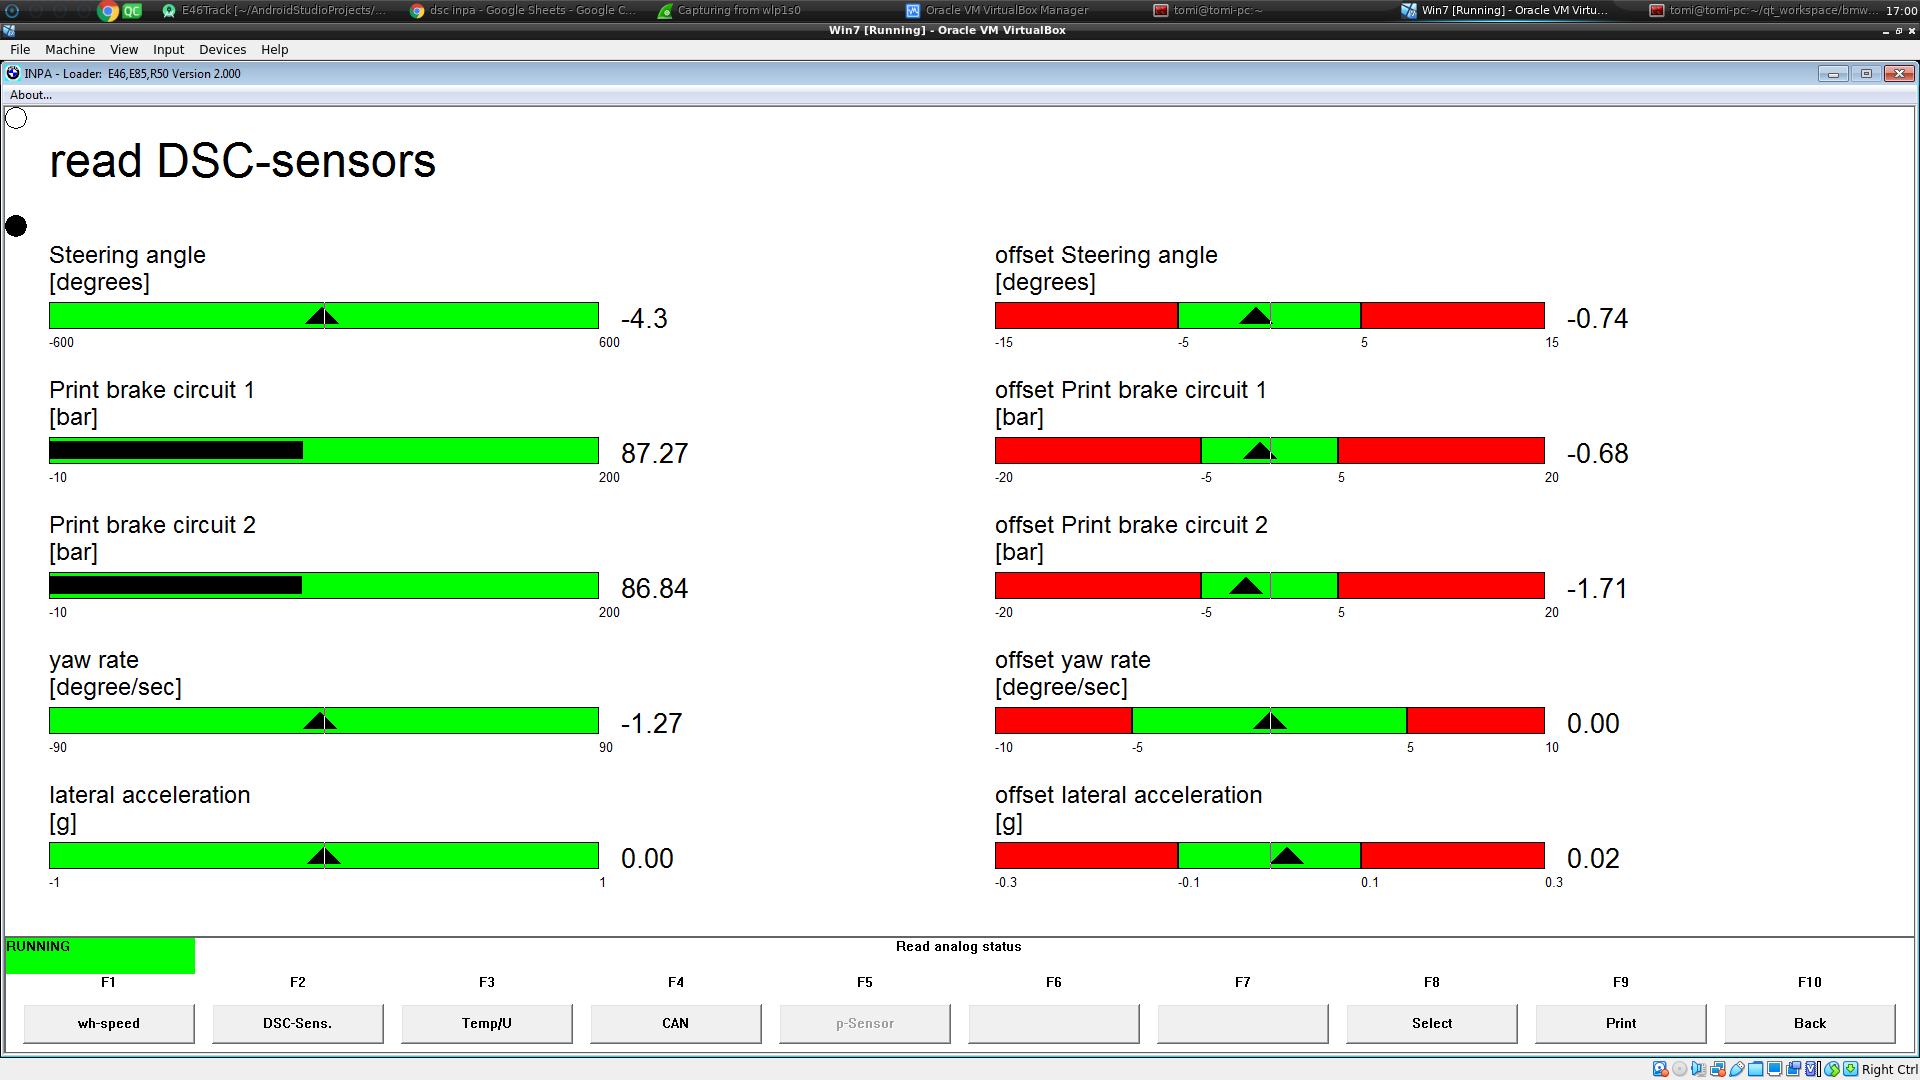 QC
E46Track [~/AndroidStudioProjects/...
dsc inpa - Google Sheets - Google C...
Capturing from wlp1s0
Oracle VM VirtualBox Manager
tomi@tomi-pc:~
Win7 [Running] - Oracle VM Virtu...
tomi@tomi-pc:~/qt_workspace/bmw...
17:00
Win7 [Running] - Oracle VM VirtualBox
File Machine View Input Devices Help
INPA - Loader: E46,E85,R50 Version 2.000
About...
read DSC-sensors
Steering angle
[degrees]
-4.3
-600 600
offset Steering angle
[degrees]
-0.74
-15 -5 5 15
Print brake circuit 1
[bar]
87.27
-10 200
offset Print brake circuit 1
[bar]
-0.68
-20 -5 5 20
Print brake circuit 2
[bar]
86.84
-10 200
offset Print brake circuit 2
[bar]
-1.71
-20 -5 5 20
yaw rate
[degree/sec]
-1.27
-90 90
offset yaw rate
[degree/sec]
0.00
-10 -5 5 10
lateral acceleration
[g]
0.00
-1 1
offset lateral acceleration
[g]
0.02
-0.3 -0.1 0.1 0.3
RUNNING
Read analog status
F1 F2 F3 F4 F5 F6 F7 F8 F9 F10
wh-speed DSC-Sens. Temp/U CAN p-Sensor Select Print Back
Right Ctrl